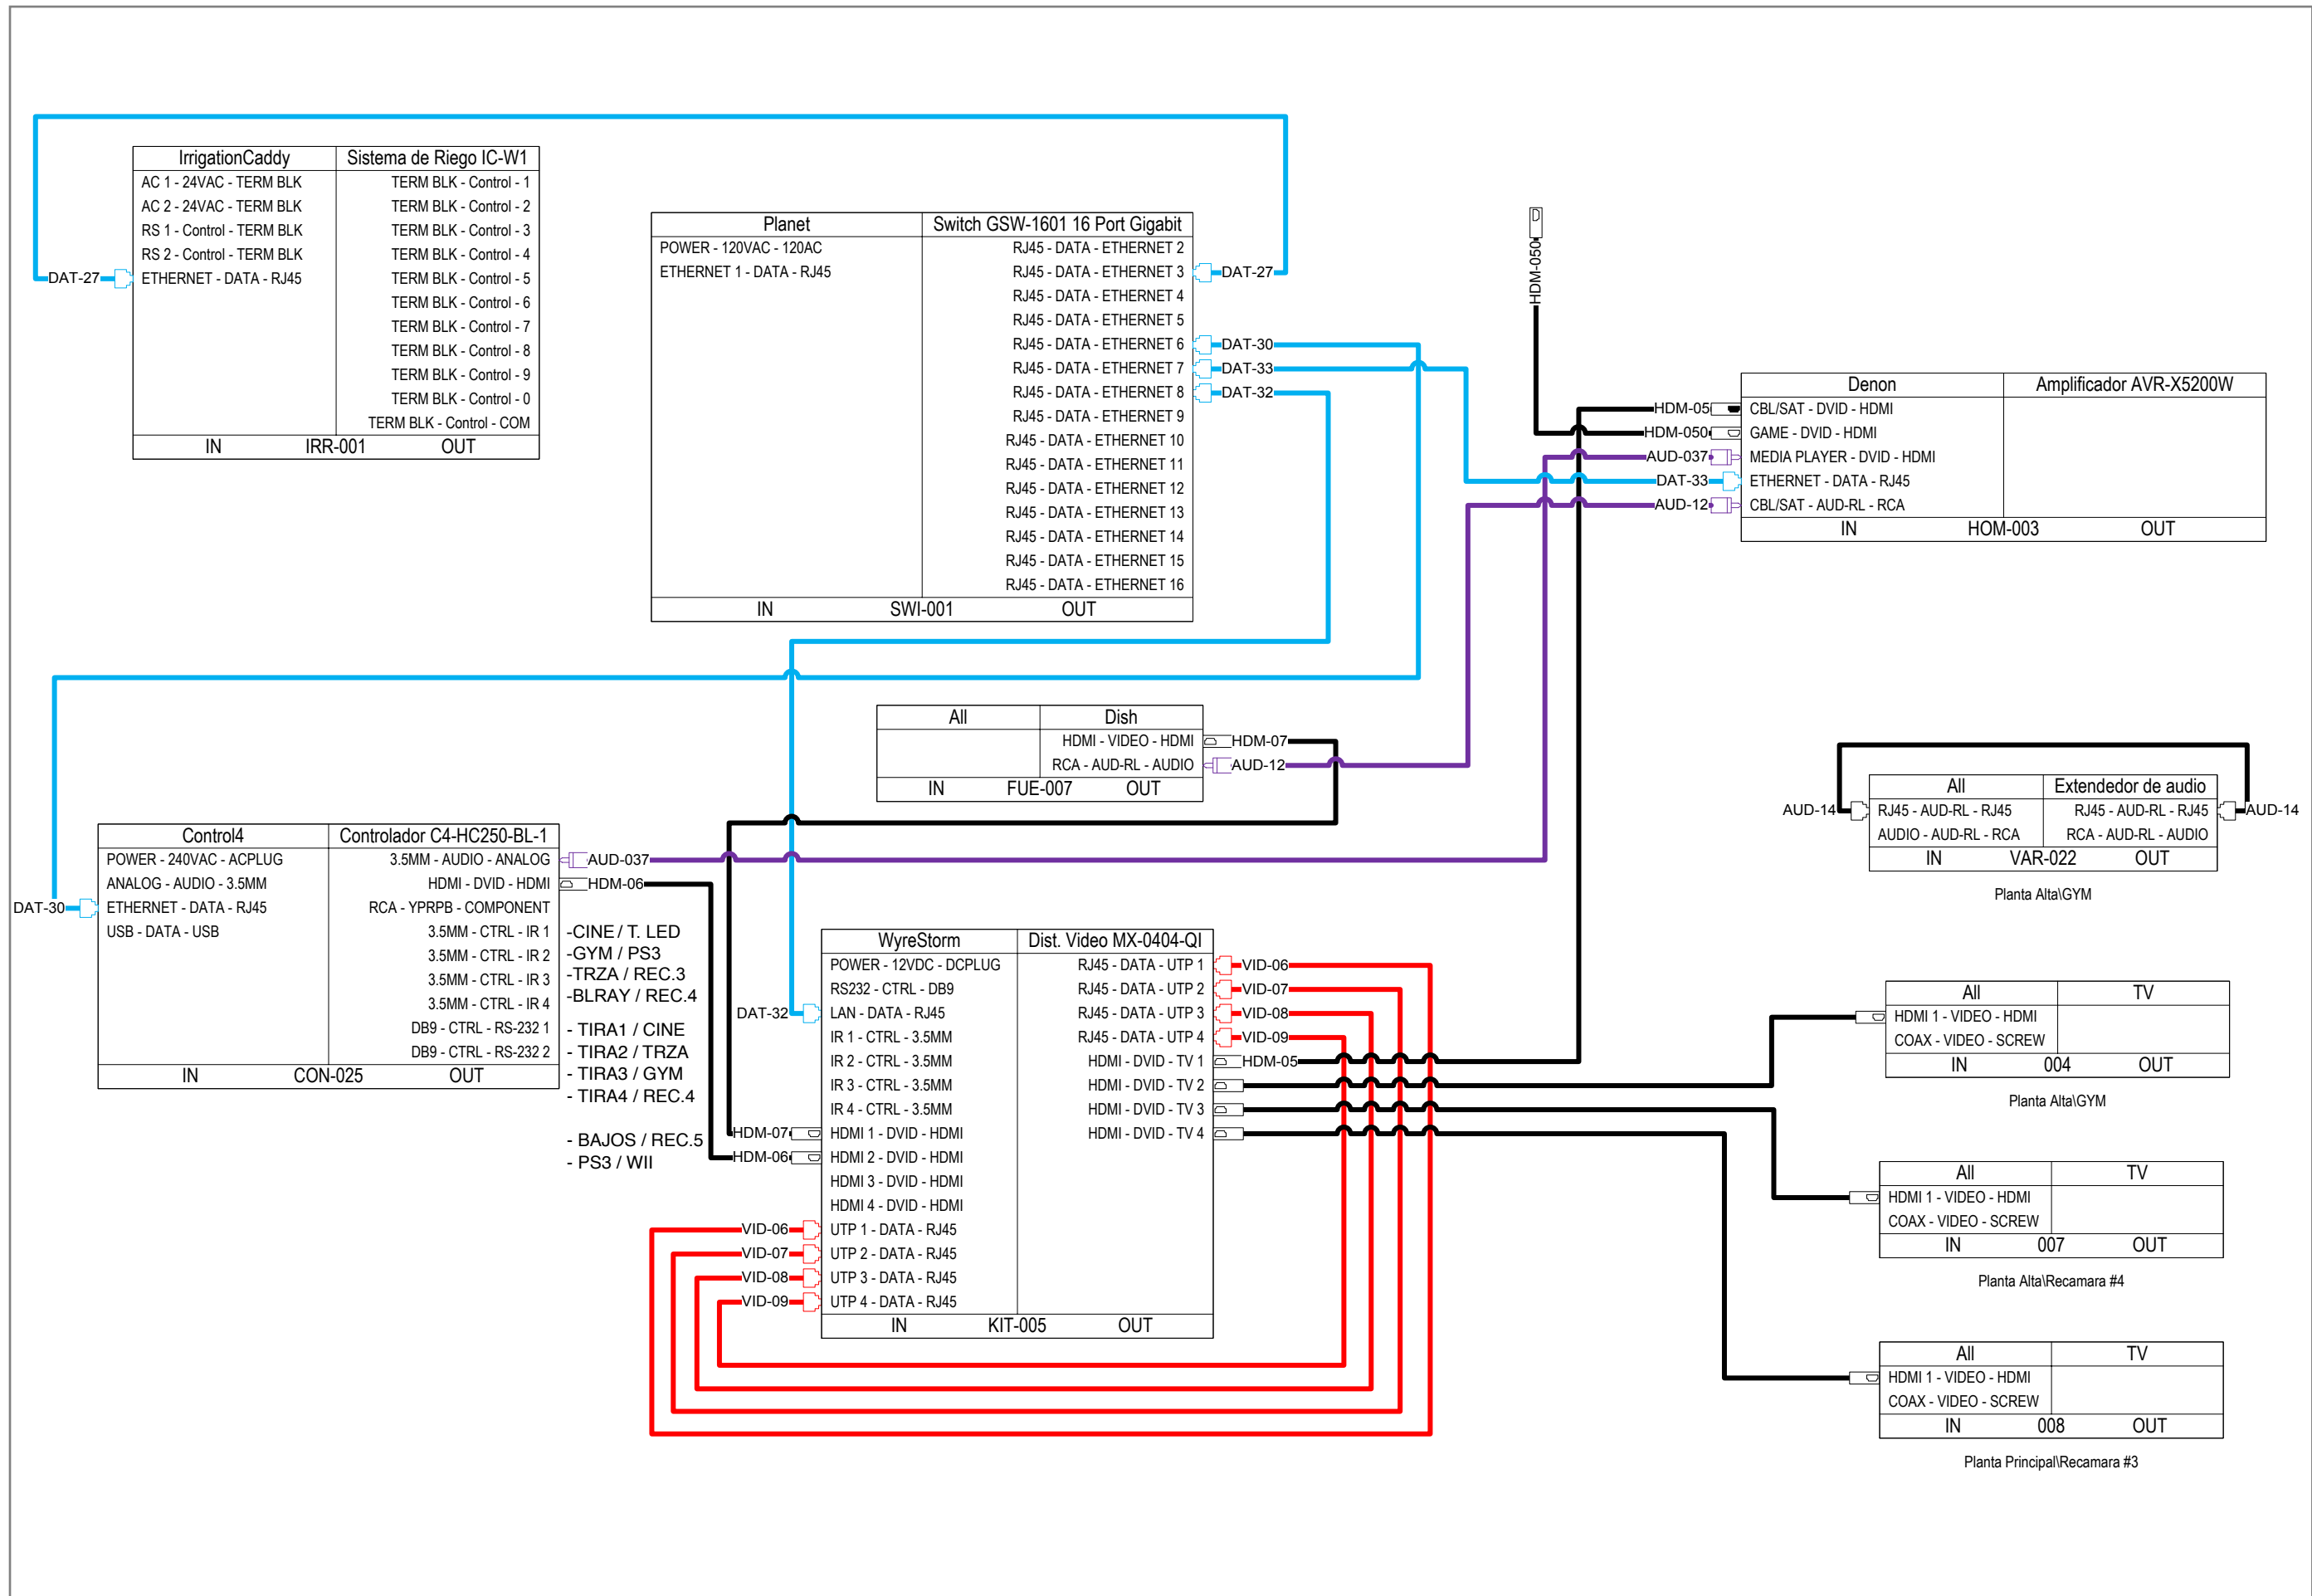 IrrigationCaddy Sistema de Riego IC-W1
AC 1 - 24VAC - TERM BLK TERM BLK - Control - 1
AC 2 - 24VAC - TERM BLK TERM BLK - Control - 2
RS 1 - Control - TERM BLK TERM BLK - Control - 3
RS 2 - Control - TERM BLK TERM BLK - Control - 4
DAT-27 ETHERNET - DATA - RJ45 TERM BLK - Control - 5
TERM BLK - Control - 6
TERM BLK - Control - 7
TERM BLK - Control - 8
TERM BLK - Control - 9
TERM BLK - Control - 0
TERM BLK - Control - COM
IN IRR-001 OUT
Planet Switch GSW-1601 16 Port Gigabit
POWER - 120VAC - 120AC RJ45 - DATA - ETHERNET 2
ETHERNET 1 - DATA - RJ45 RJ45 - DATA - ETHERNET 3 DAT-27
RJ45 - DATA - ETHERNET 4
RJ45 - DATA - ETHERNET 5
RJ45 - DATA - ETHERNET 6 DAT-30
RJ45 - DATA - ETHERNET 7 DAT-33
RJ45 - DATA - ETHERNET 8 DAT-32
RJ45 - DATA - ETHERNET 9
RJ45 - DATA - ETHERNET 10
RJ45 - DATA - ETHERNET 11
RJ45 - DATA - ETHERNET 12
RJ45 - DATA - ETHERNET 13
RJ45 - DATA - ETHERNET 14
RJ45 - DATA - ETHERNET 15
RJ45 - DATA - ETHERNET 16
IN SWI-001 OUT
HDM-050
Denon Amplificador AVR-X5200W
HDM-05 CBL/SAT - DVID - HDMI
HDM-050 GAME - DVID - HDMI
AUD-037 MEDIA PLAYER - DVID - HDMI
DAT-33 ETHERNET - DATA - RJ45
AUD-12 CBL/SAT - AUD-RL - RCA
IN HOM-003 OUT
All Dish
HDMI - VIDEO - HDMI HDM-07
RCA - AUD-RL - AUDIO AUD-12
IN FUE-007 OUT
All Extendedor de audio
AUD-14 RJ45 - AUD-RL - RJ45 RJ45 - AUD-RL - RJ45 AUD-14
AUDIO - AUD-RL - RCA RCA - AUD-RL - AUDIO
IN VAR-022 OUT
Planta Alta\GYM
Control4 Controlador C4-HC250-BL-1
POWER - 240VAC - ACPLUG 3.5MM - AUDIO - ANALOG AUD-037
ANALOG - AUDIO - 3.5MM HDMI - DVID - HDMI HDM-06
DAT-30 ETHERNET - DATA - RJ45 RCA - YPRPB - COMPONENT
USB - DATA - USB 3.5MM - CTRL - IR 1
3.5MM - CTRL - IR 2
3.5MM - CTRL - IR 3
3.5MM - CTRL - IR 4
DB9 - CTRL - RS-232 1
DB9 - CTRL - RS-232 2
IN CON-025 OUT
-CINE / T. LED
-GYM / PS3
-TRZA / REC.3
-BLRAY / REC.4
- TIRA1 / CINE
- TIRA2 / TRZA
- TIRA3 / GYM
- TIRA4 / REC.4
- BAJOS / REC.5
- PS3 / WII
WyreStorm Dist. Video MX-0404-QI
POWER - 12VDC - DCPLUG RJ45 - DATA - UTP 1 VID-06
RS232 - CTRL - DB9 RJ45 - DATA - UTP 2 VID-07
DAT-32 LAN - DATA - RJ45 RJ45 - DATA - UTP 3 VID-08
IR 1 - CTRL - 3.5MM RJ45 - DATA - UTP 4 VID-09
IR 2 - CTRL - 3.5MM HDMI - DVID - TV 1 HDM-05
IR 3 - CTRL - 3.5MM HDMI - DVID - TV 2
IR 4 - CTRL - 3.5MM HDMI - DVID - TV 3
HDM-07 HDMI 1 - DVID - HDMI HDMI - DVID - TV 4
HDM-06 HDMI 2 - DVID - HDMI
HDMI 3 - DVID - HDMI
HDMI 4 - DVID - HDMI
VID-06 UTP 1 - DATA - RJ45
VID-07 UTP 2 - DATA - RJ45
VID-08 UTP 3 - DATA - RJ45
VID-09 UTP 4 - DATA - RJ45
IN KIT-005 OUT
All TV
HDMI 1 - VIDEO - HDMI
COAX - VIDEO - SCREW
IN 004 OUT
Planta Alta\GYM
All TV
HDMI 1 - VIDEO - HDMI
COAX - VIDEO - SCREW
IN 007 OUT
Planta Alta\Recamara #4
All TV
HDMI 1 - VIDEO - HDMI
COAX - VIDEO - SCREW
IN 008 OUT
Planta Principal\Recamara #3